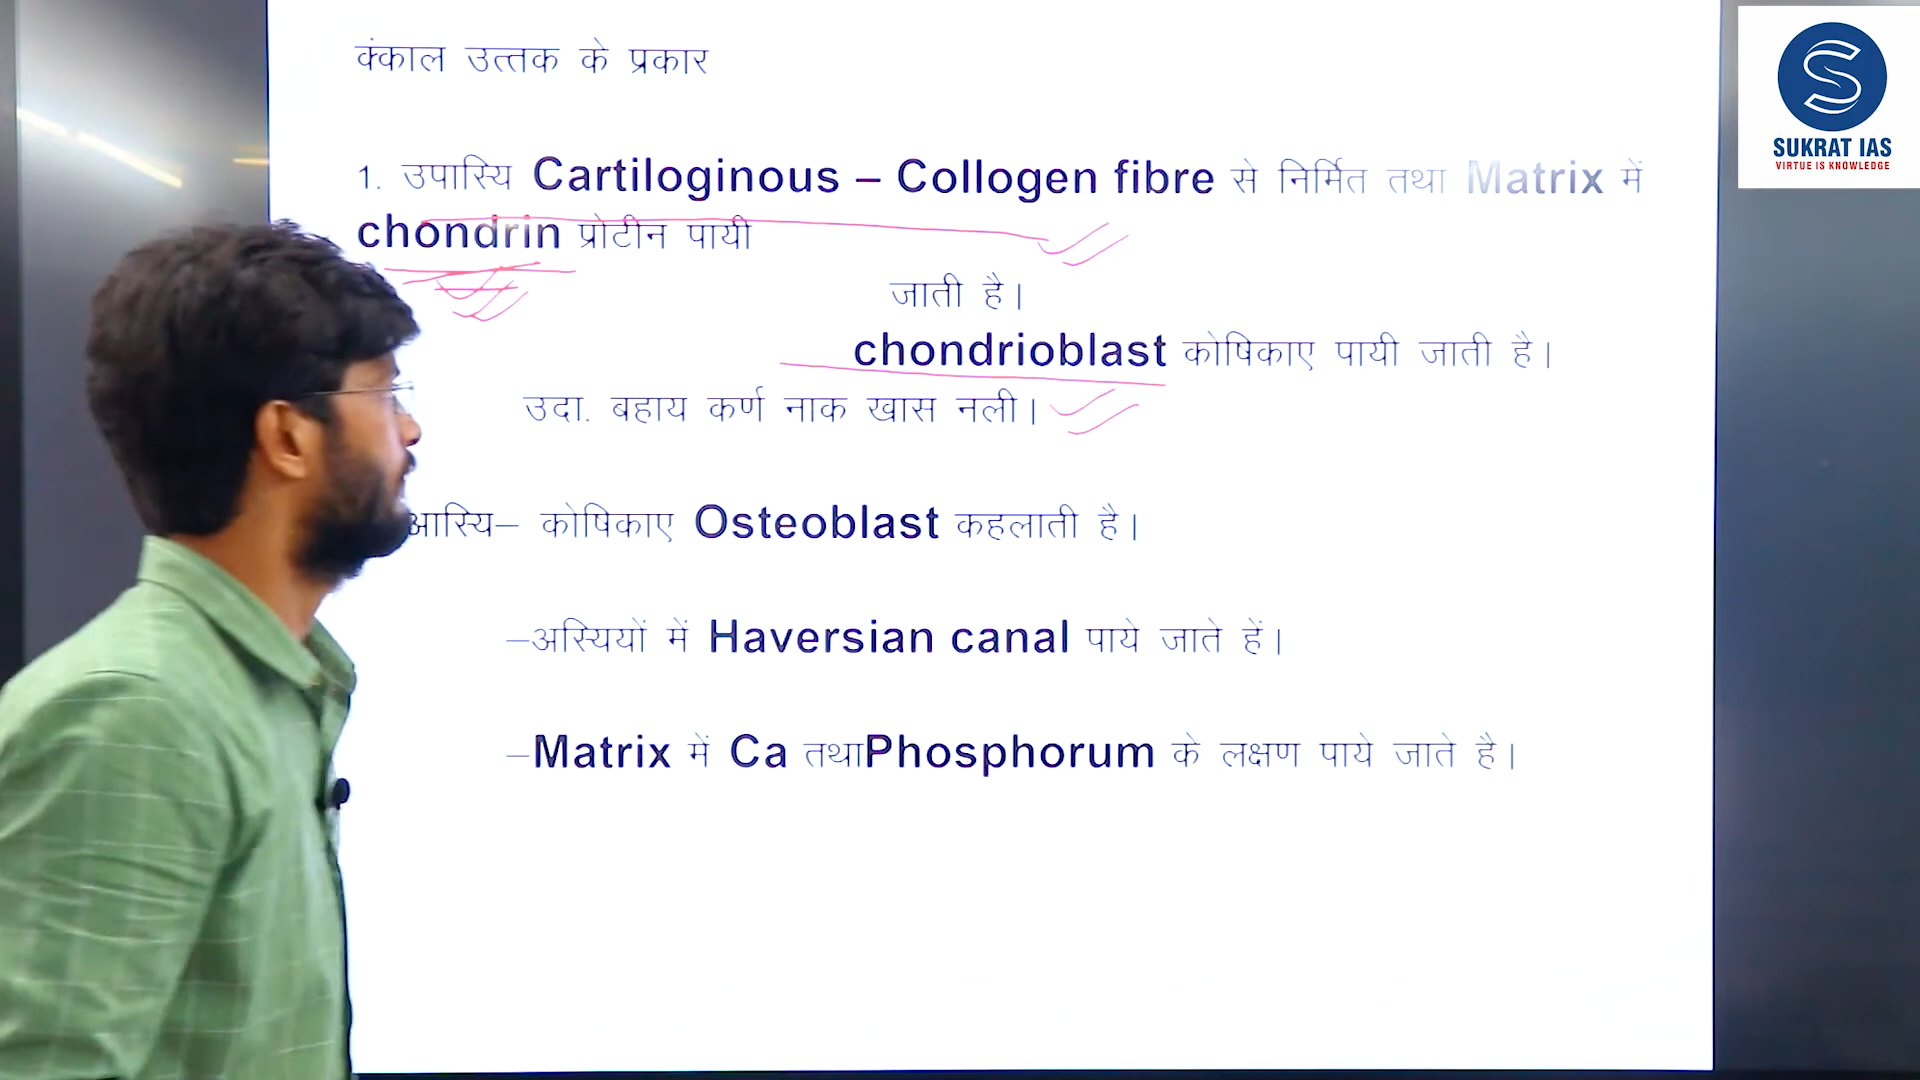 कंकाल उत्तक के प्रकार
SUKRAT IAS
VIRTUE IS KNOWLEDGE
1. उपास्यि Cartiloginous – Collogen fibre से निर्मित तथा Matrix में
chondrin प्रोटीन पायी
जाती है।
chondrioblast कोषिकाए पायी जाती है।
उदा. बहाय कर्ण नाक खास नली।
आस्यि– कोषिकाए Osteoblast कहलाती है।
–अस्यियों में Haversian canal पाये जाते हें।
–Matrix में Ca तथाPhosphorum के लक्षण पाये जाते है।